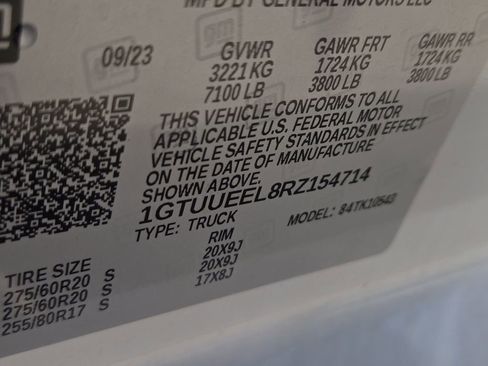 MFD BY GENERAL MOTORS LLC
09/23 GVWR GAWR FRT GAWR RR
3221 KG 1724 KG 1724 KG
7100 LB 3800 LB 3800 LB
THIS VEHICLE CONFORMS TO ALL
APPLICABLE U.S. FEDERAL MOTOR
VEHICLE SAFETY STANDARDS IN EFFECT
ON THE DATE OF MANUFACTURE
SHOWN ABOVE.
1GTUUEEL8RZ154714
TYPE: TRUCK MODEL: 84TK10543
TIRE SIZE RIM
275/60R20 S 20X9J
275/60R20 S 20X9J
255/80R17 S 17X8J